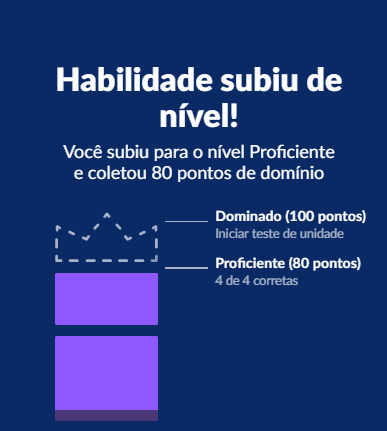 Habilidade subiu de
nível!
Você subiu para o nível Proficiente
e coletou 80 pontos de domínio
Dominado (100 pontos)
Iniciar teste de unidade
Proficiente (80 pontos)
4 de 4 corretas